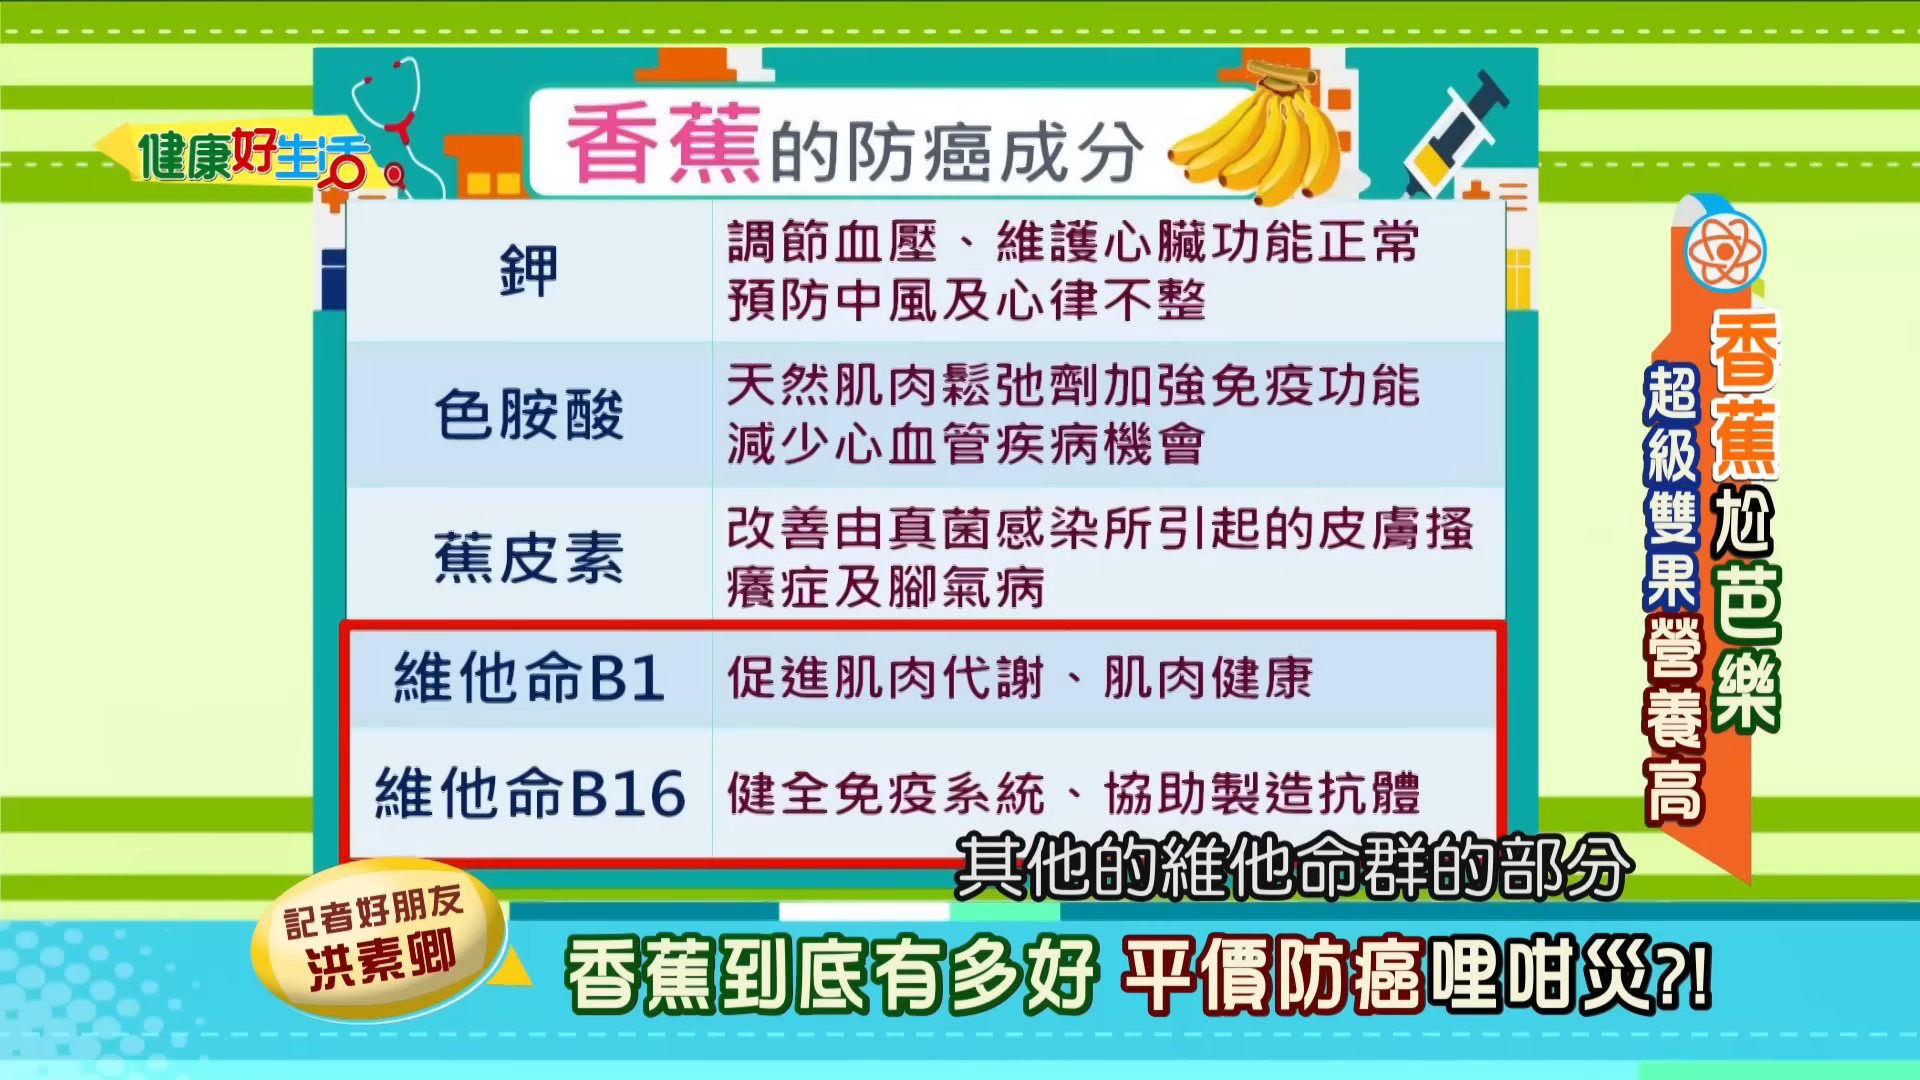 健康好生活
香蕉的防癌成分
鉀
調節血壓、維護心臟功能正常
預防中風及心律不整
色胺酸
天然肌肉鬆弛劑加強免疫功能
減少心血管疾病機會
蕉皮素
改善由真菌感染所引起的皮膚搔
癢症及腳氣病
維他命B1
促進肌肉代謝、肌肉健康
維他命B16
健全免疫系統、協助製造抗體
香蕉尬芭樂
超級雙果營養高
其他的維他命群的部分
記者好朋友
洪素卿
香蕉到底有多好 平價防癌哩咁災?!